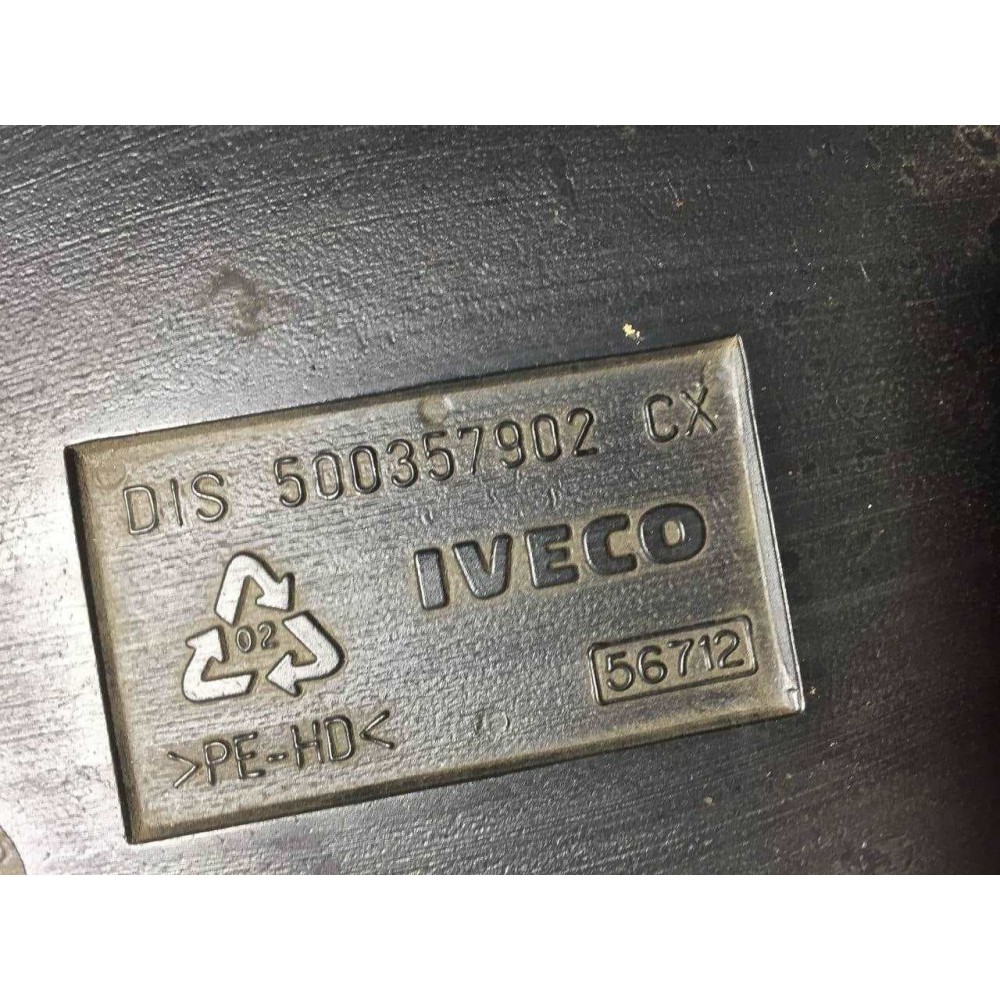 DIS 500357902 CX
IVECO
02
56712
>PE-HD<